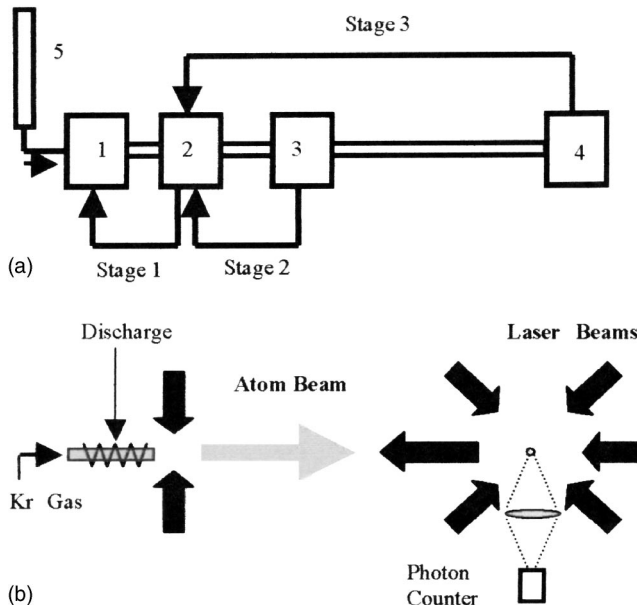 Stage 3
5
1
2
3
4
(a)
Stage 1
Stage 2
Discharge
Laser Beams
Atom Beam
Kr Gas
Photon
Counter
(b)